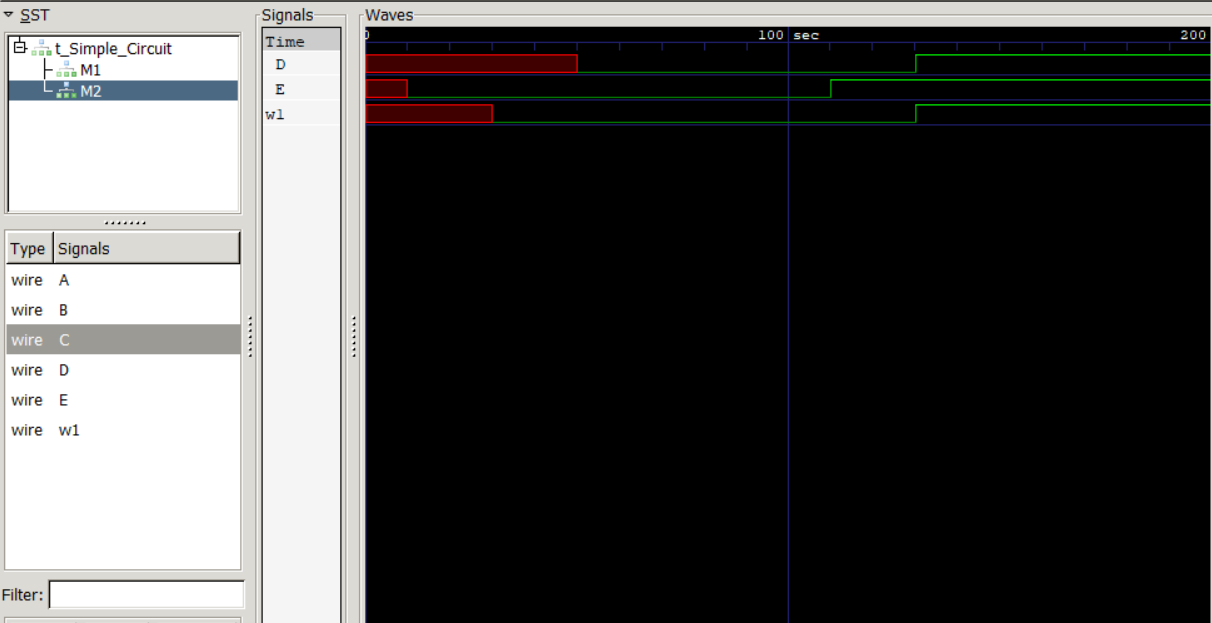 SST
t_Simple_Circuit
M1
M2
Type Signals
wire A
wire B
wire C
wire D
wire E
wire w1
Filter:
Signals
Time
D
E
w1
Waves
0 100 sec 200